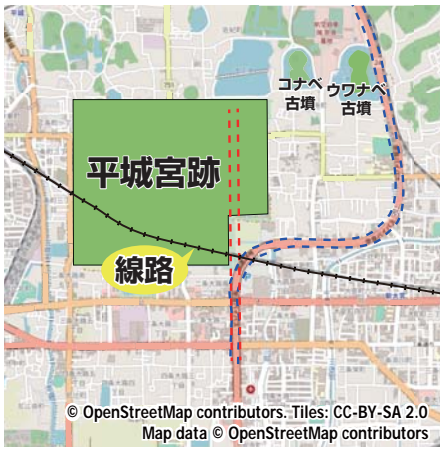 コナベ
古墳
ウワナベ
古墳
平城宮跡
線路
© OpenStreetMap contributors. Tiles: CC-BY-SA 2.0
Map data © OpenStreetMap contributors